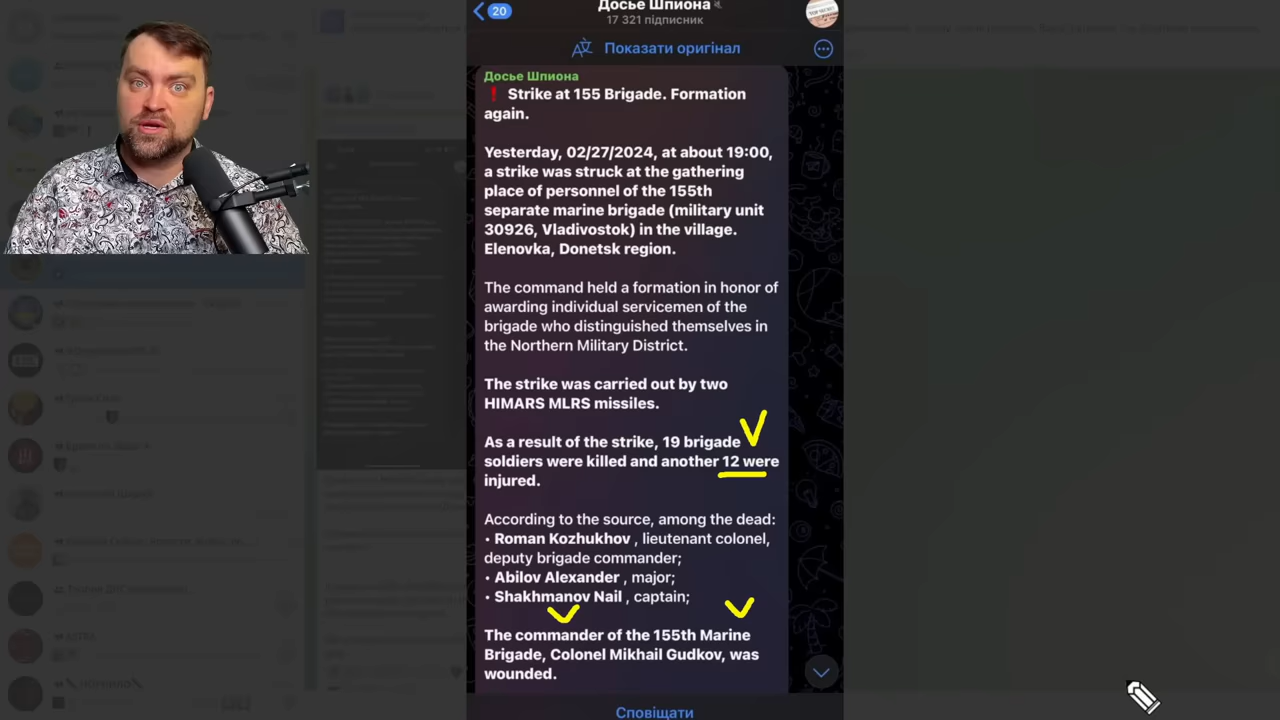 20
Досье Шпиона
17 321 підписник
Показати оригінал
Досье Шпиона
❗ Strike at 155 Brigade. Formation
again.
Yesterday, 02/27/2024, at about 19:00,
a strike was struck at the gathering
place of personnel of the 155th
separate marine brigade (military unit
30926, Vladivostok) in the village.
Elenovka, Donetsk region.
The command held a formation in honor of
awarding individual servicemen of the
brigade who distinguished themselves in
the Northern Military District.
The strike was carried out by two
HIMARS MLRS missiles.
As a result of the strike, 19 brigade
soldiers were killed and another 12 were
injured.
According to the source, among the dead:
• Roman Kozhukhov , lieutenant colonel,
deputy brigade commander;
• Abilov Alexander , major;
• Shakhmanov Nail , captain;
The commander of the 155th Marine
Brigade, Colonel Mikhail Gudkov, was
wounded.
Сповіщати